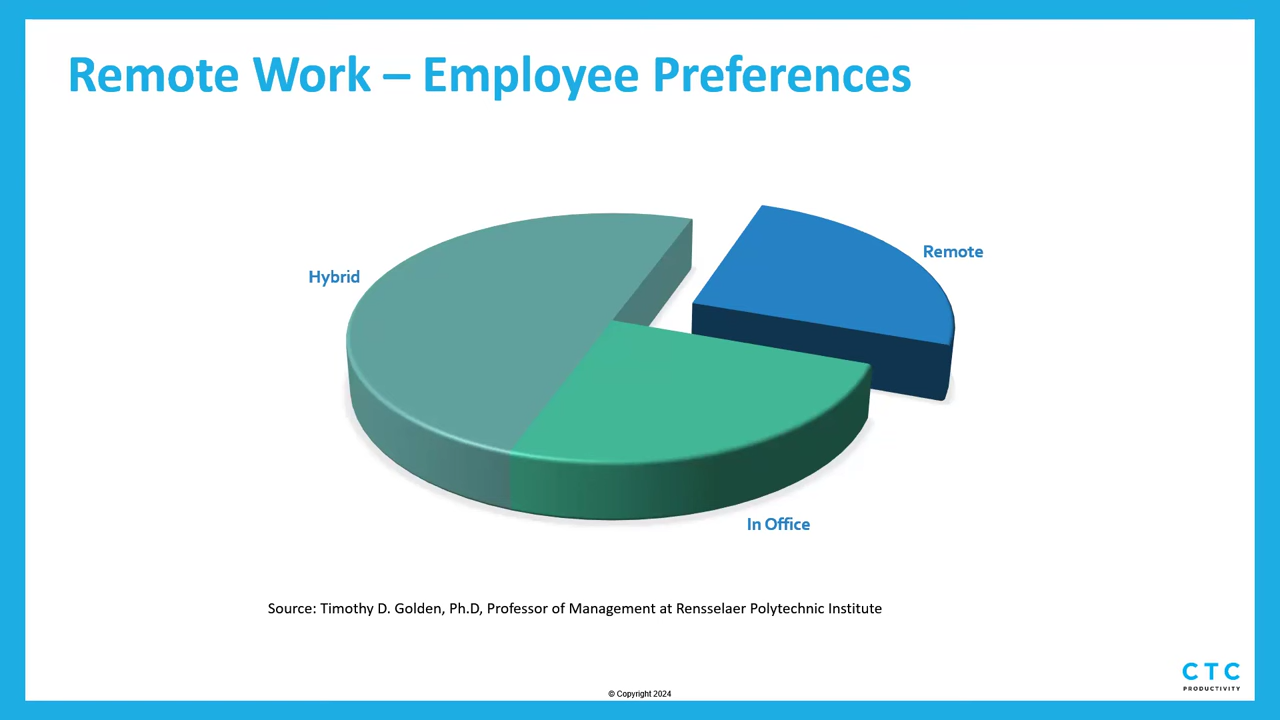 Remote Work – Employee Preferences
Remote
Hybrid
In Office
Source: Timothy D. Golden, Ph.D, Professor of Management at Rensselaer Polytechnic Institute
CTC
PRODUCTIVITY
© Copyright 2024